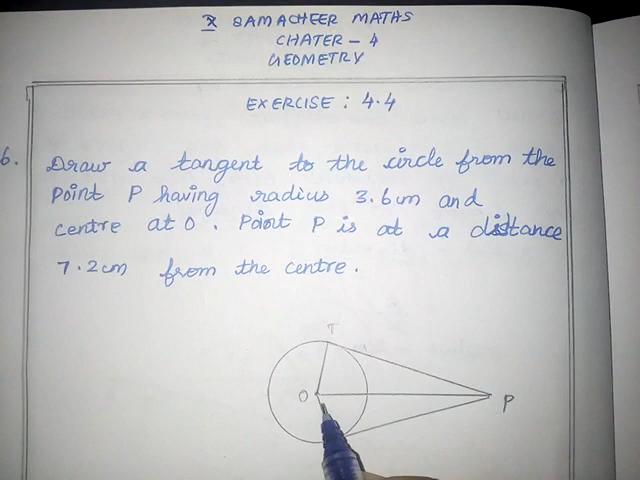 X SAMACHEER MATHS
CHATER - 4
GEOMETRY
EXERCISE : 4.4
6. Draw a tangent to the circle from the
Point P having radius 3.6cm and
centre at O. Point P is at a distance
7.2cm from the centre.
T
O
P